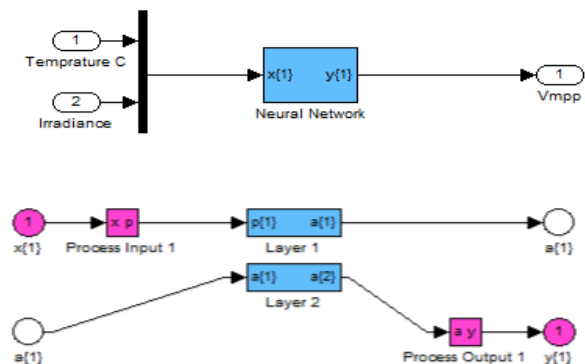 1
Temprature C
2
Irradiance
x{1} y{1}
Neural Network
1
Vmpp
1
x{1}
x p
Process Input 1
p{1} a{1}
Layer 1
a{1}
a{1} a{2}
Layer 2
a{1}
a y
Process Output 1
1
y{1}